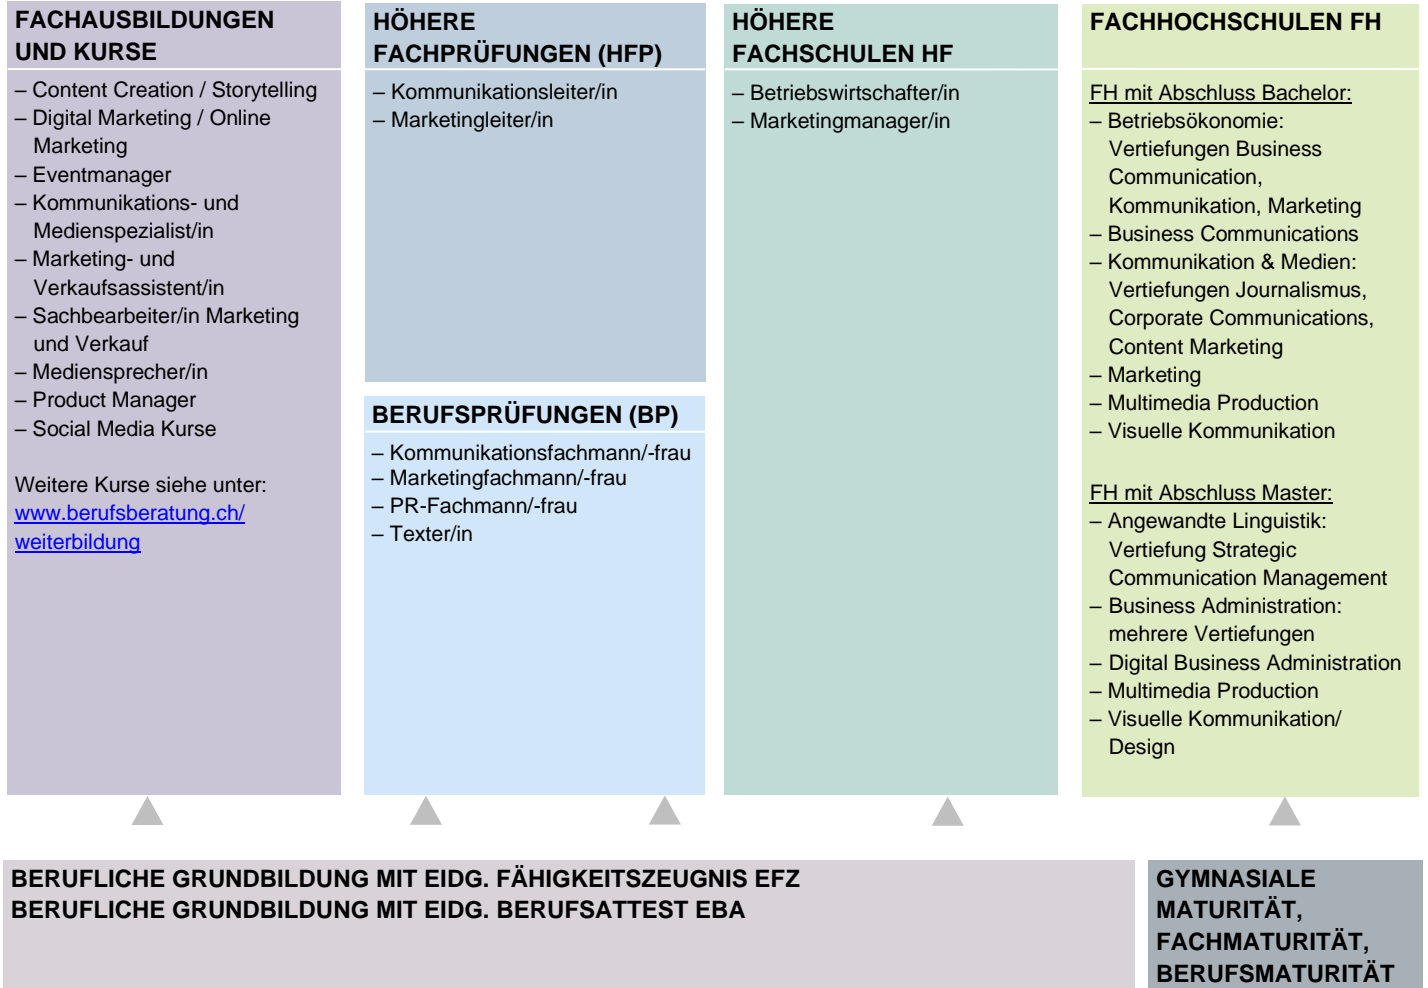 FACHAUSBILDUNGEN
UND KURSE
– Content Creation / Storytelling
– Digital Marketing / Online
Marketing
– Eventmanager
– Kommunikations- und
Medienspezialist/in
– Marketing- und
Verkaufsassistent/in
– Sachbearbeiter/in Marketing
und Verkauf
– Mediensprecher/in
– Product Manager
– Social Media Kurse
Weitere Kurse siehe unter:
www.berufsberatung.ch/
weiterbildung
HÖHERE
FACHPRÜFUNGEN (HFP)
– Kommunikationsleiter/in
– Marketingleiter/in
BERUFSPRÜFUNGEN (BP)
– Kommunikationsfachmann/-frau
– Marketingfachmann/-frau
– PR-Fachmann/-frau
– Texter/in
HÖHERE
FACHSCHULEN HF
– Betriebswirtschafter/in
– Marketingmanager/in
FACHHOCHSCHULEN FH
FH mit Abschluss Bachelor:
– Betriebsökonomie:
Vertiefungen Business
Communication,
Kommunikation, Marketing
– Business Communications
– Kommunikation & Medien:
Vertiefungen Journalismus,
Corporate Communications,
Content Marketing
– Marketing
– Multimedia Production
– Visuelle Kommunikation
FH mit Abschluss Master:
– Angewandte Linguistik:
Vertiefung Strategic
Communication Management
– Business Administration:
mehrere Vertiefungen
– Digital Business Administration
– Multimedia Production
– Visuelle Kommunikation/
Design
BERUFLICHE GRUNDBILDUNG MIT EIDG. FÄHIGKEITSZEUGNIS EFZ
BERUFLICHE GRUNDBILDUNG MIT EIDG. BERUFSATTEST EBA
GYMNASIALE
MATURITÄT,
FACHMATURITÄT,
BERUFSMATURITÄT